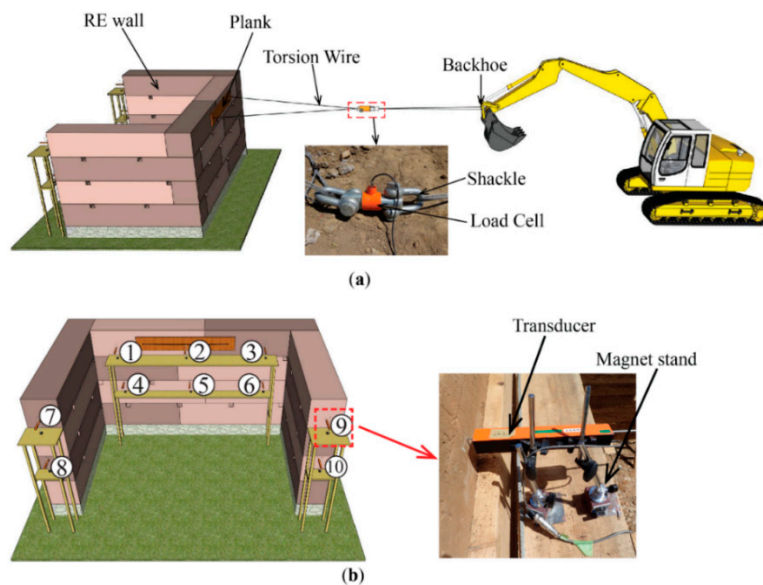 RE wall
Plank
Torsion Wire
Backhoe
Shackle
Load Cell
(a)
Transducer
Magnet stand
1 2 3
4 5 6
7
9
8
10
(b)